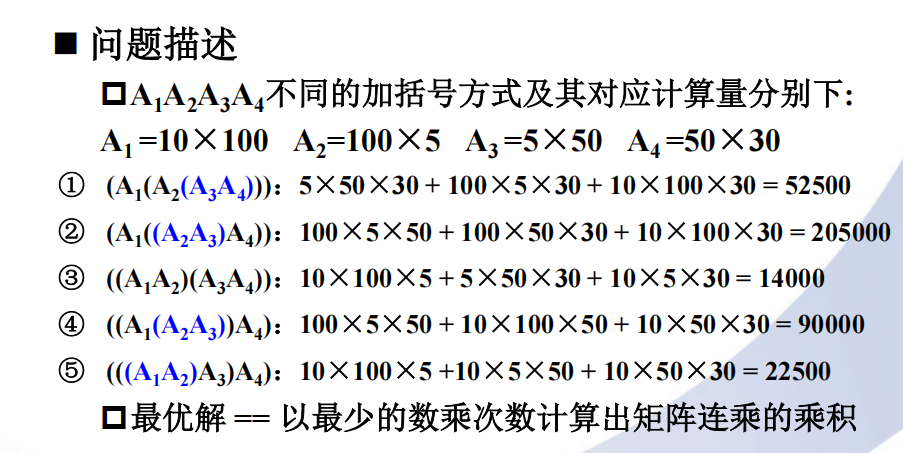 ■ 问题描述
A₁A₂A₃A₄不同的加括号方式及其对应计算量分别下:
A₁ =10×100 A₂=100×5 A₃ =5×50 A₄ =50×30
① (A₁(A₂(A₃A₄))): 5×50×30 + 100×5×30 + 10×100×30 = 52500
② (A₁((A₂A₃)A₄)): 100×5×50 + 100×50×30 + 10×100×30 = 205000
③ ((A₁A₂)(A₃A₄)): 10×100×5 + 5×50×30 + 10×5×30 = 14000
④ ((A₁(A₂A₃))A₄): 100×5×50 + 10×100×50 + 10×50×30 = 90000
⑤ (((A₁A₂)A₃)A₄): 10×100×5 +10×5×50 + 10×50×30 = 22500
最优解 == 以最少的数乘次数计算出矩阵连乘的乘积